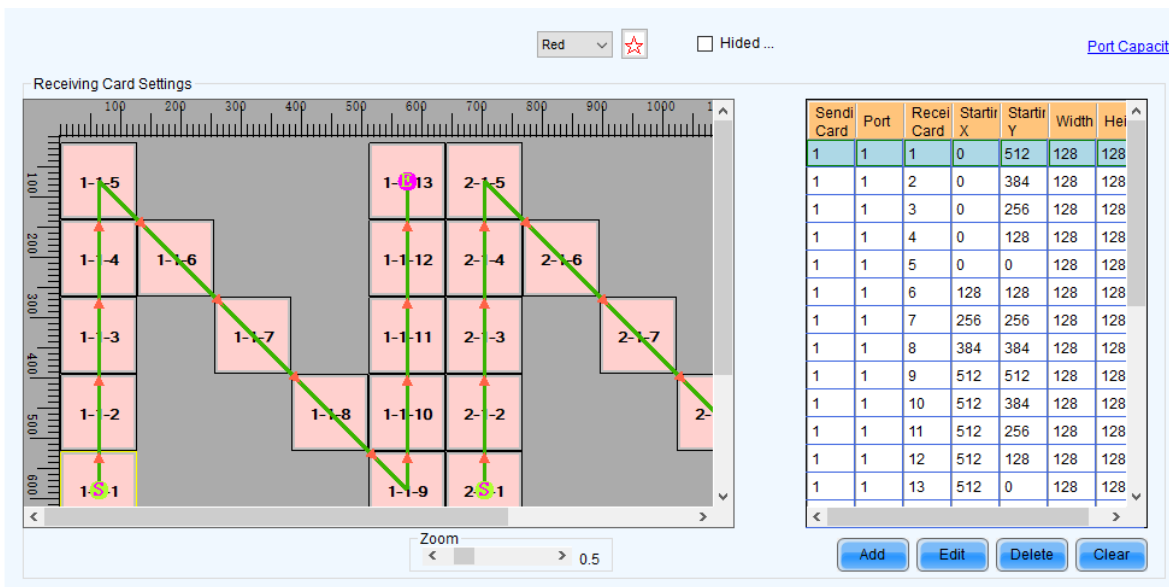 Red
Hided ...
Port Capacit
Receiving Card Settings
100 200 300 400 500 600 700 800 900 1000 1
100
200
300
400
500
600
1-1-5 1-1-13 2-1-5
1-1-4 1-1-6 1-1-12 2-1-4 2-1-6
1-1-3 1-1-7 1-1-11 2-1-3 2-1-7
1-1-2 1-1-8 1-1-10 2-1-2 2-
1-1-1 1-1-9 2-1-1
S E S
Zoom
0.5
Sendi Card Port Recei Card Startir X Startir Y Width Hei
1 1 1 0 512 128 128
1 1 2 0 384 128 128
1 1 3 0 256 128 128
1 1 4 0 128 128 128
1 1 5 0 0 128 128
1 1 6 128 128 128 128
1 1 7 256 256 128 128
1 1 8 384 384 128 128
1 1 9 512 512 128 128
1 1 10 512 384 128 128
1 1 11 512 256 128 128
1 1 12 512 128 128 128
1 1 13 512 0 128 128
Add Edit Delete Clear